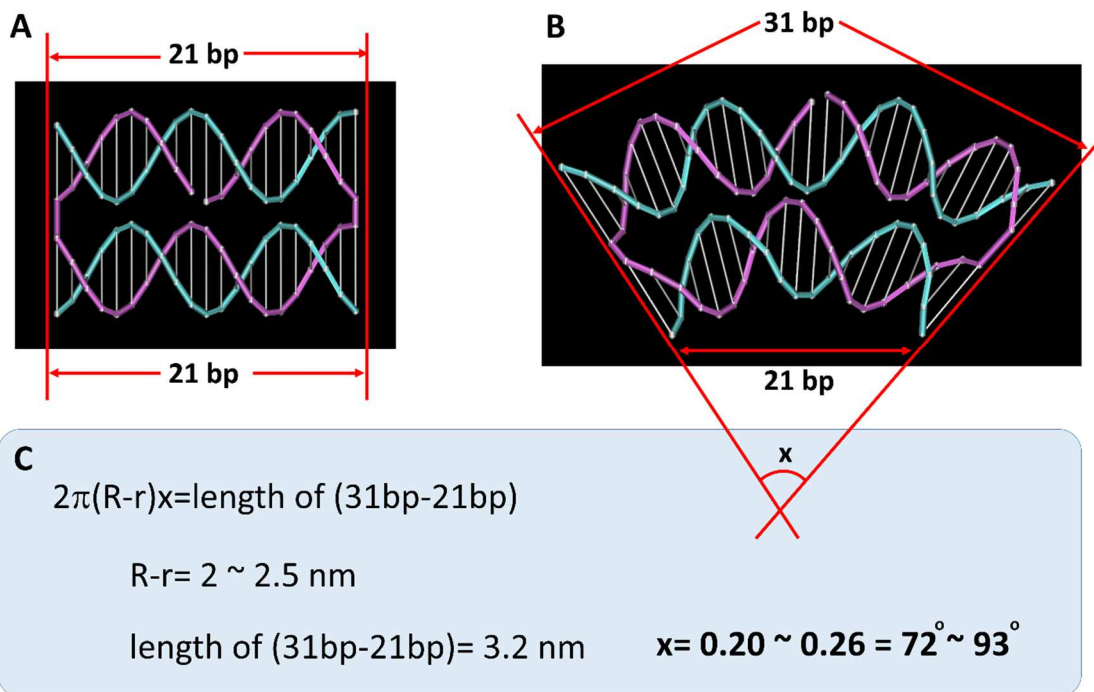 A
21 bp
21 bp
B
31 bp
21 bp
C
x
2π(R-r)x=length of (31bp-21bp)
R-r= 2 ~ 2.5 nm
length of (31bp-21bp)= 3.2 nm
x= 0.20 ~ 0.26 = 72°~ 93°